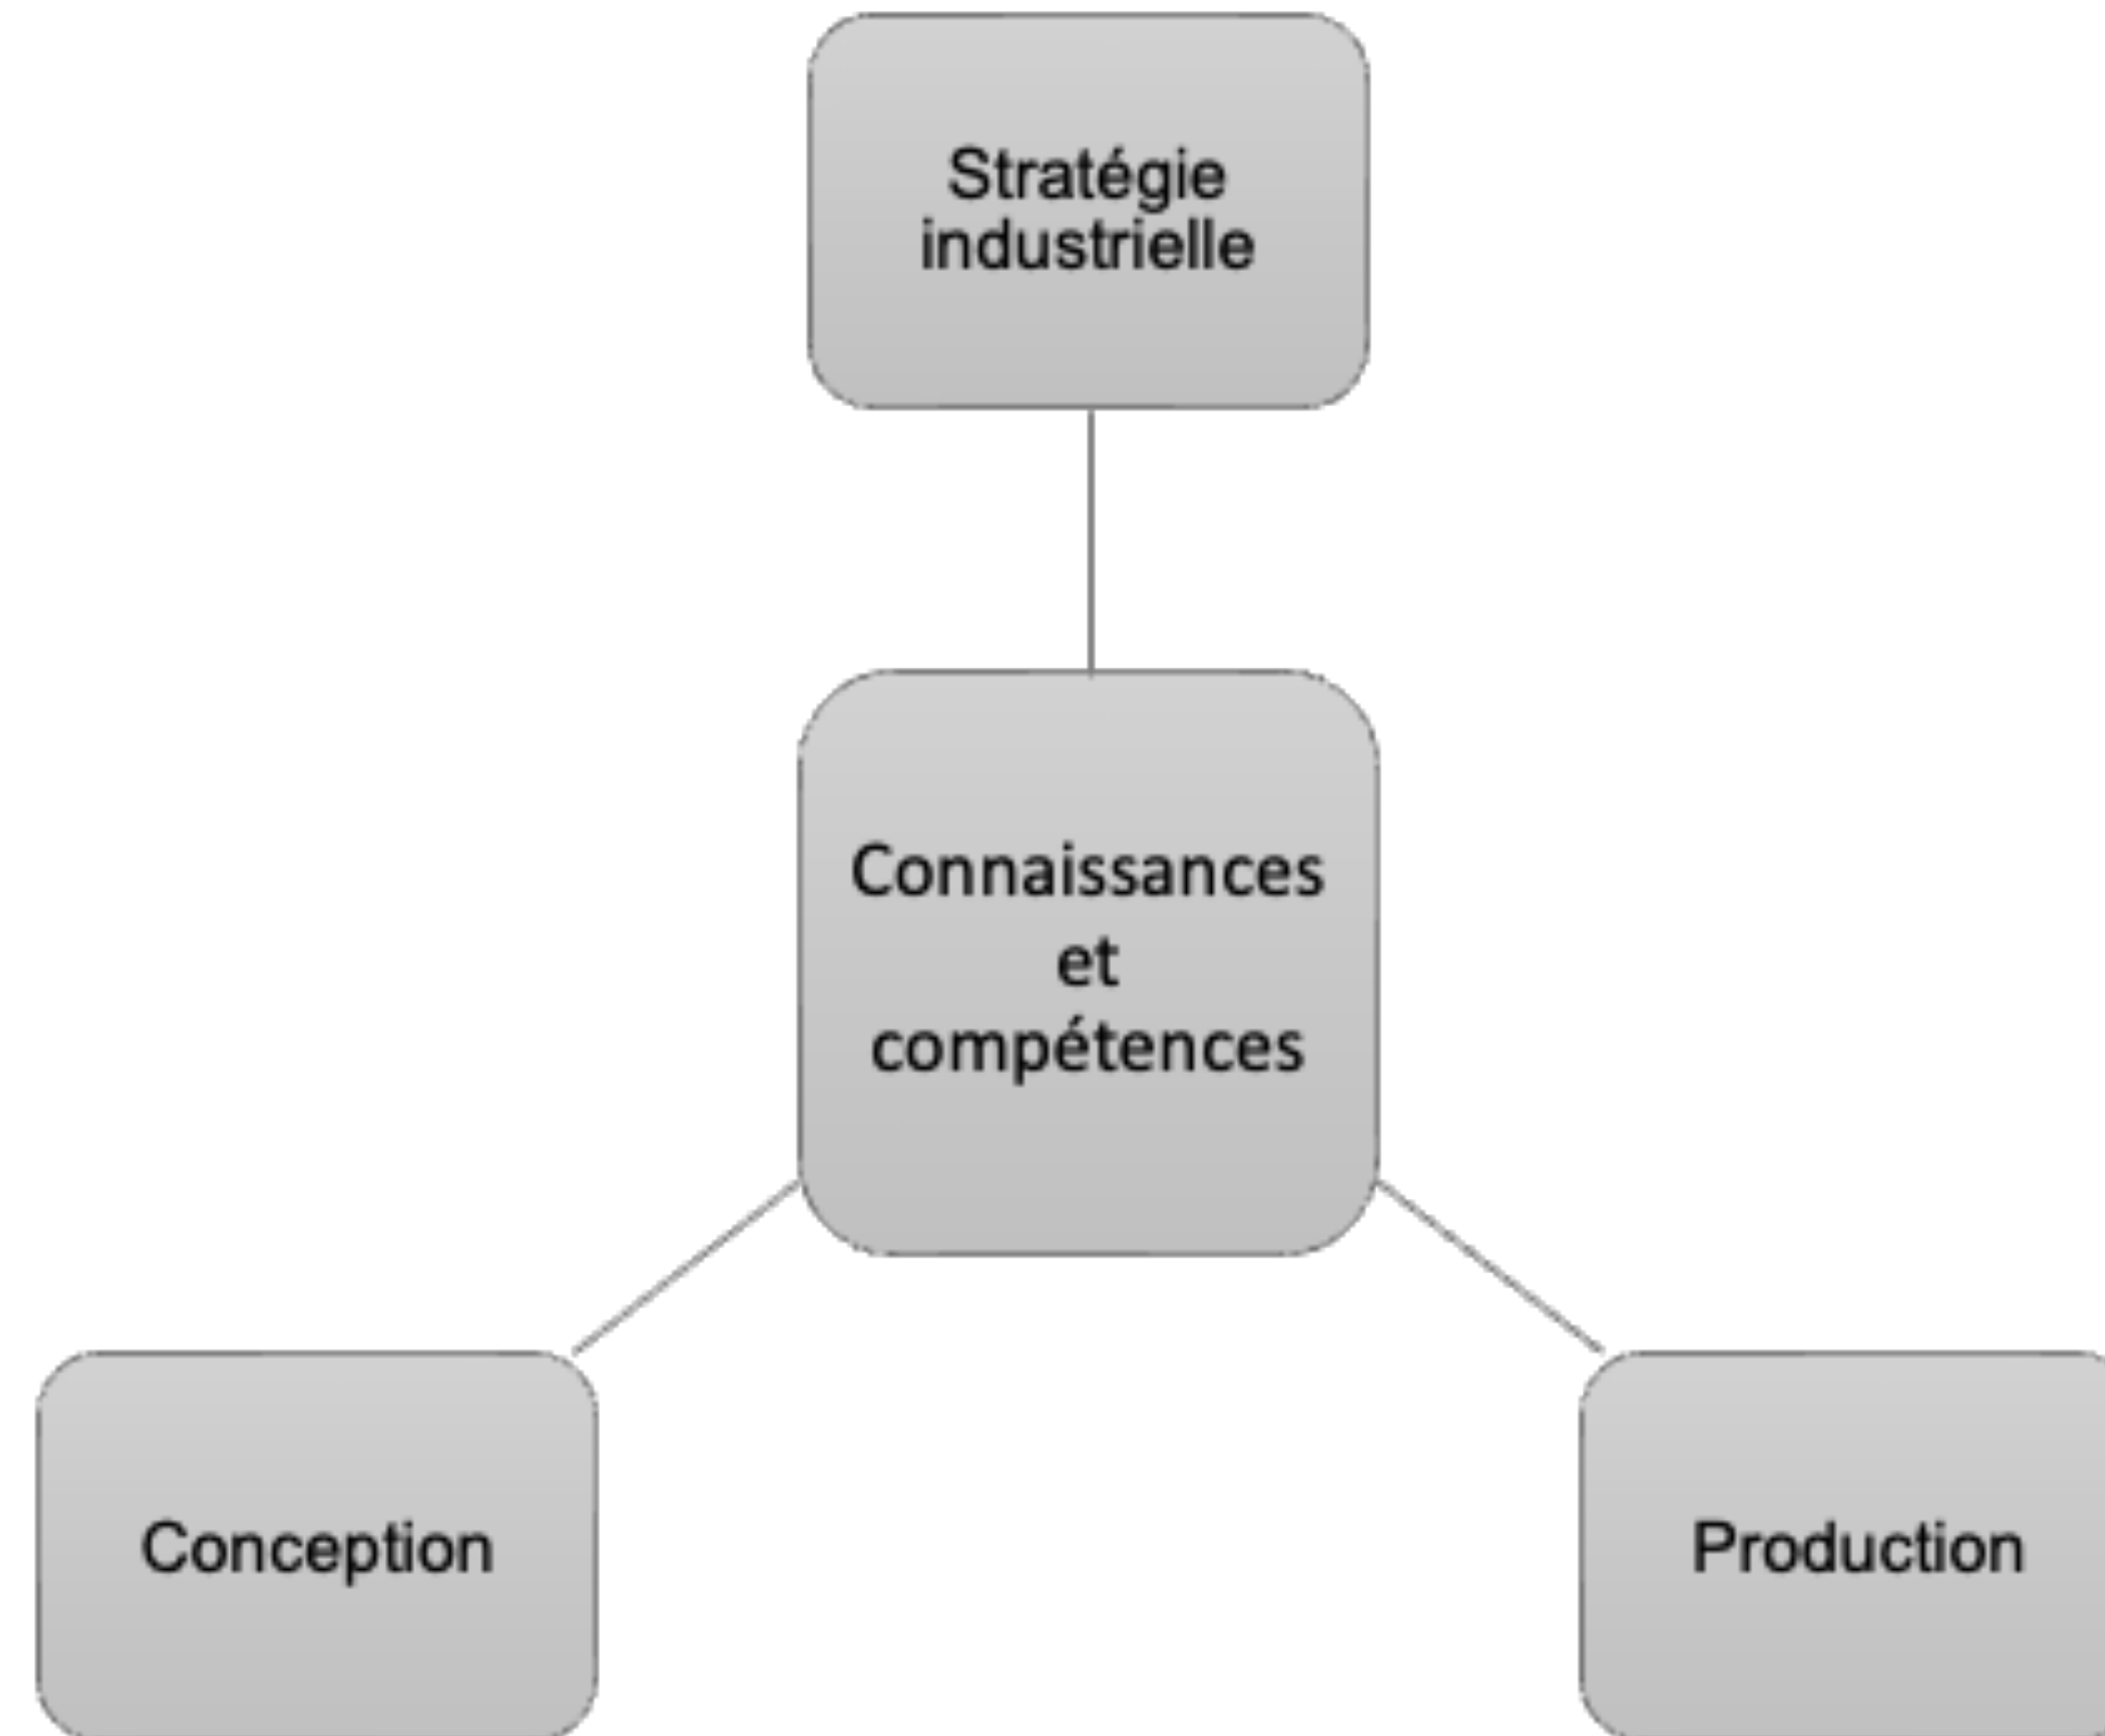 Stratégie
industrielle
Connaissances
et
compétences
Conception
Production